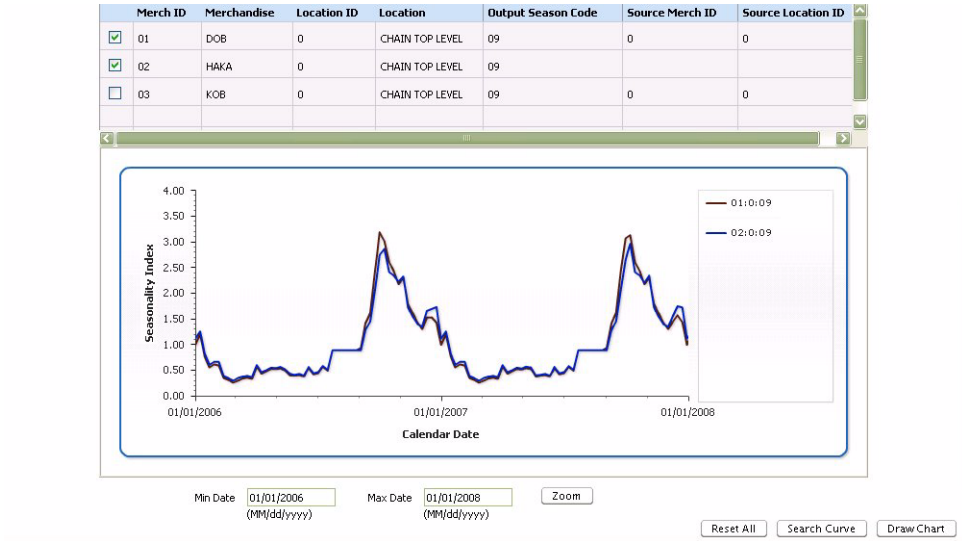 Merch ID Merchandise Location ID Location Output Season Code Source Merch ID Source Location ID
01 DOB 0 CHAIN TOP LEVEL 09 0 0
02 HAKA 0 CHAIN TOP LEVEL 09
03 KOB 0 CHAIN TOP LEVEL 09 0 0
4.00
3.50
3.00
2.50
2.00
1.50
1.00
0.50
0.00
Seasonality Index
01/01/2006 01/01/2007 01/01/2008
Calendar Date
01:0:09
02:0:09
Min Date 01/01/2006 Max Date 01/01/2008 Zoom
(MM/dd/yyyy) (MM/dd/yyyy)
Reset All Search Curve Draw Chart